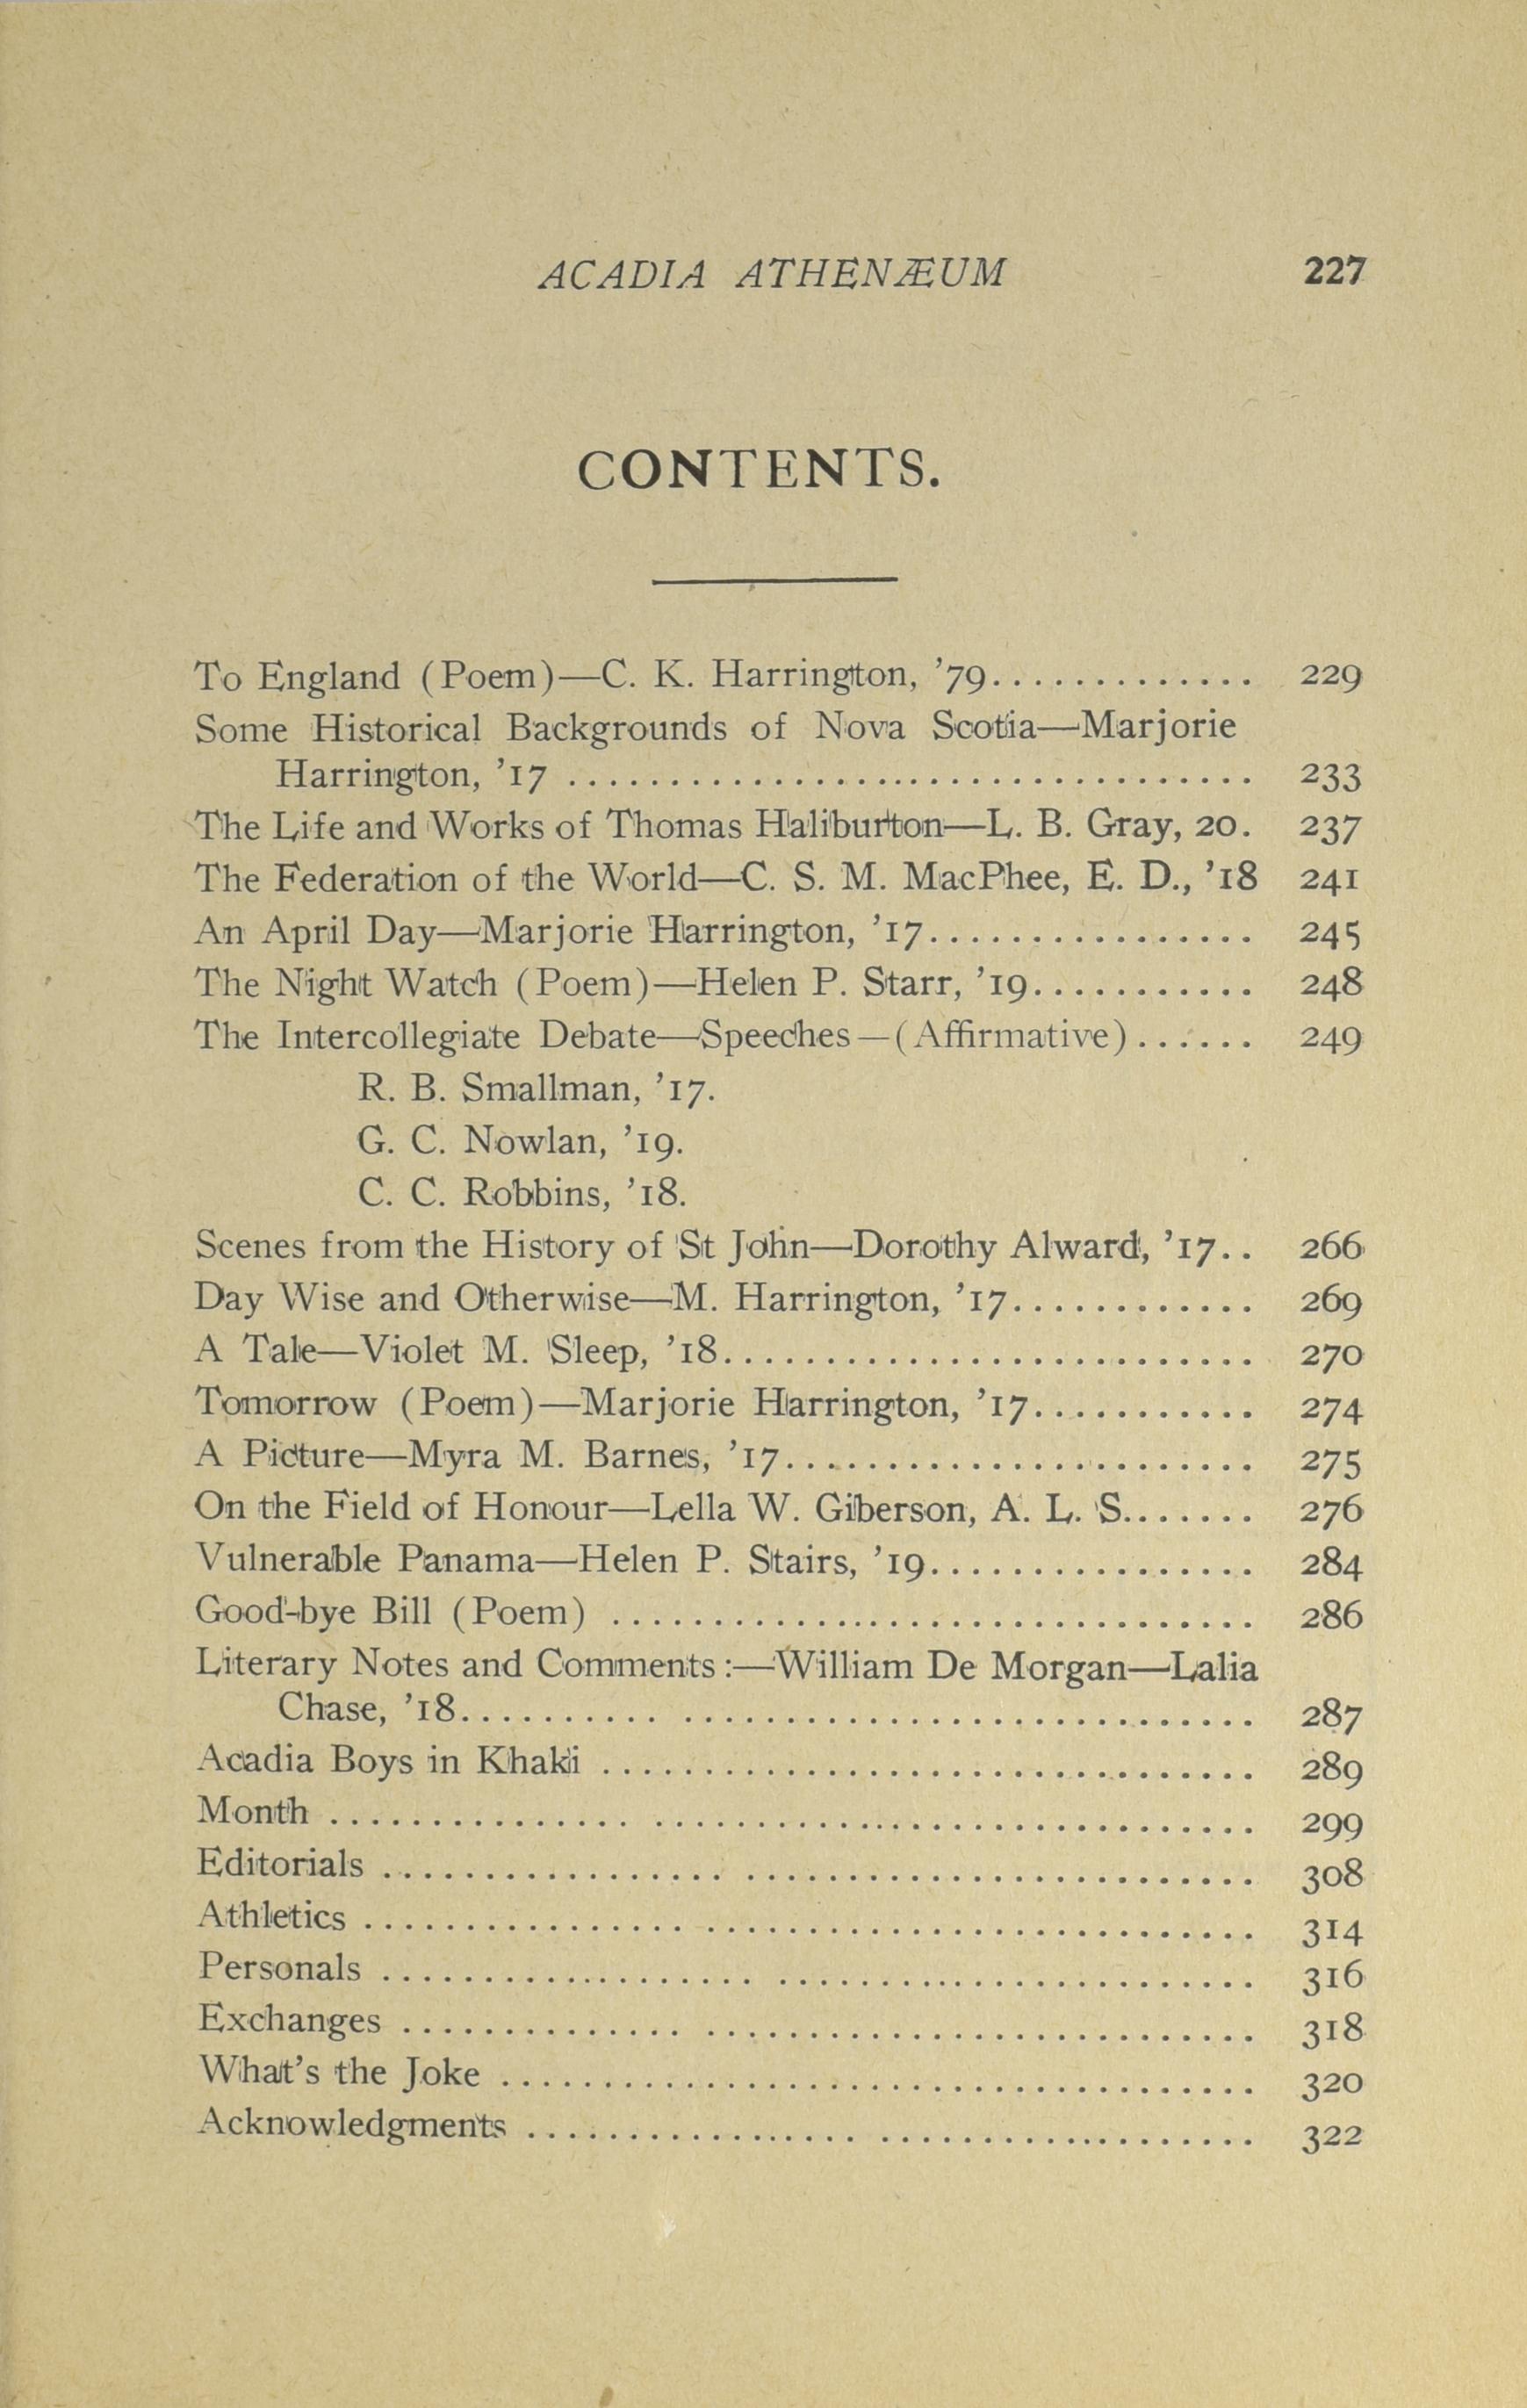 ACADIA ATHENÆUM 227
CONTENTS.
To England (Poem)—C. K. Harrington, ’79............. 229
Some Historical Backgrounds of Nova Scotia—Marjorie
Harrington, ’17 .................................. 233
The Life and Works of Thomas Haliburton—L. B. Gray, 20. 237
The Federation of the World—C. S. M. MacPhee, E. D., ’18 241
An April Day—Marjorie Harrington, ’17................ 245
The Night Watch (Poem)—Helen P. Starr, ’19........... 248
The Intercollegiate Debate—Speeches—(Affirmative)...... 249
R. B. Smallman, ’17.
G. C. Nowlan, ’19.
C. C. Robbins, ’18.
Scenes from the History of St John—Dorothy Alward, ’17.. 266
Day Wise and Otherwise—M. Harrington, ’17............ 269
A Tale—Violet M. Sleep, ’18.......................... 270
Tomorrow (Poem)—Marjorie Harrington, ’17........... 274
A Picture—Myra M. Barnes, ’17....................... 275
On the Field of Honour—Lella W. Giberson, A. L. S....... 276
Vulnerable Panama—Helen P. Stairs, ’19................ 284
Good-bye Bill (Poem) ................................ 286
Literary Notes and Comments:—William De Morgan—Lalia
Chase, ’18.......... ............................ 287
Acadia Boys in Khaki ................................ 289
Month ............... ............................. 299
Editorials ................. ......................... 308
Athletics ................ ........................... 314
Personals .................. ........................ 316
Exchanges .............. ........................... 318
What’s the Joke ..................................... 320
Acknowledgments ................ ................... 322